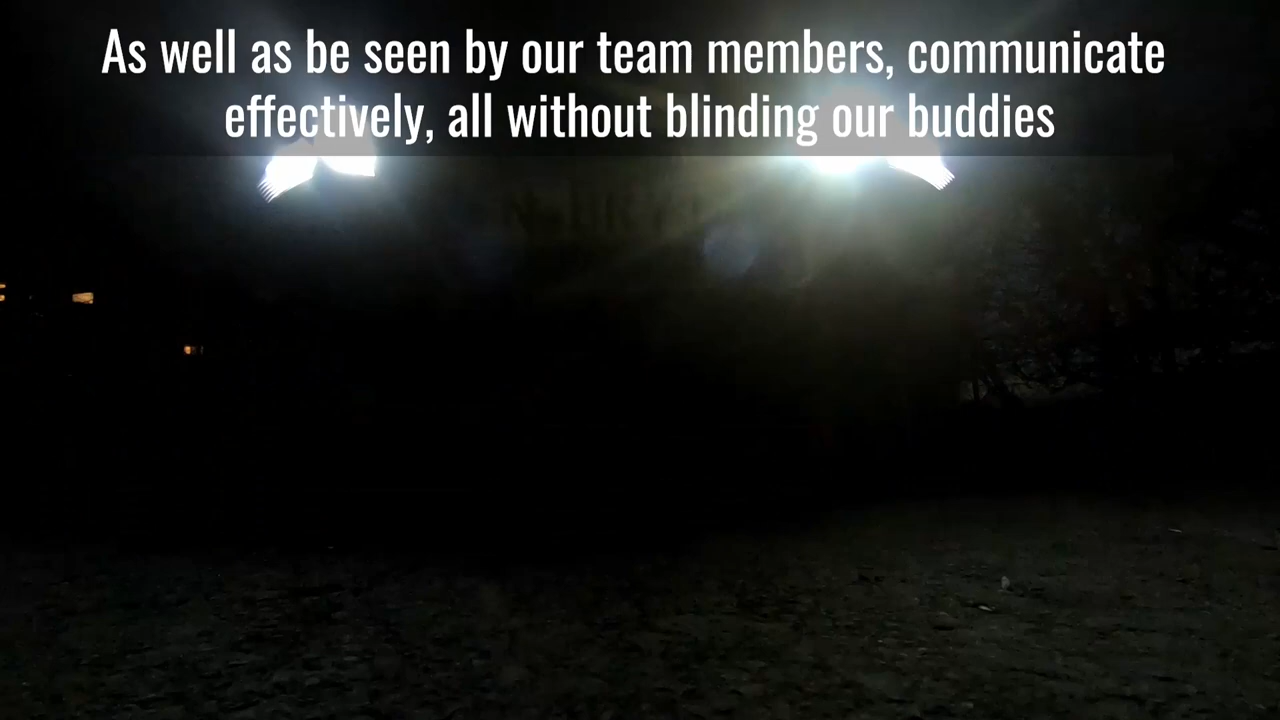 As well as be seen by our team members, communicate
effectively, all without blinding our buddies